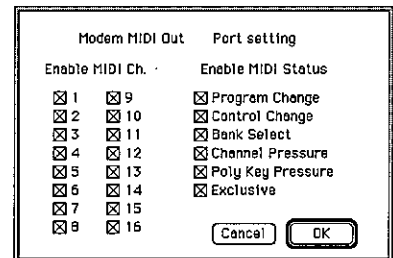 Modem MIDI Out Port setting
Enable MIDI Ch. Enable MIDI Status
1 9 Program Change
2 10 Control Change
3 11 Bank Select
4 12 Channel Pressure
5 13 Poly Key Pressure
6 14 Exclusive
7 15
8 16
Cancel OK